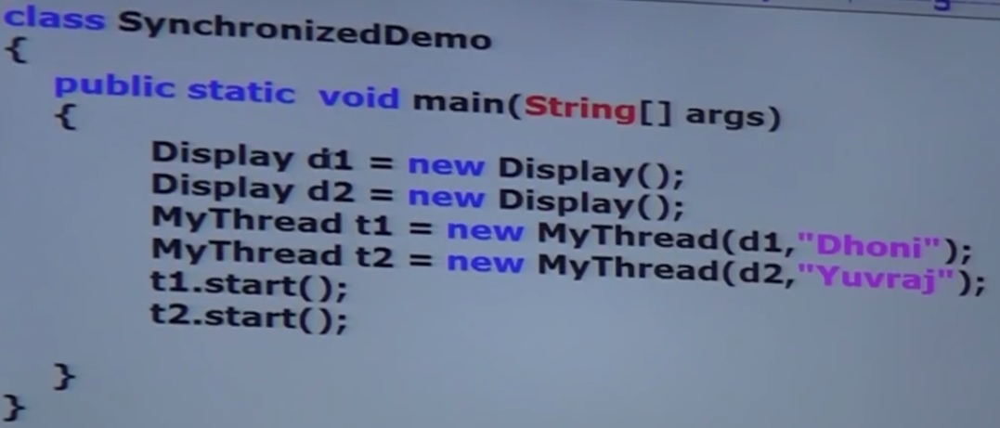 class SynchronizedDemo
{
public static void main(String[] args)
{
Display d1 = new Display();
Display d2 = new Display();
MyThread t1 = new MyThread(d1,"Dhoni");
MyThread t2 = new MyThread(d2,"Yuvraj");
t1.start();
t2.start();
}
}